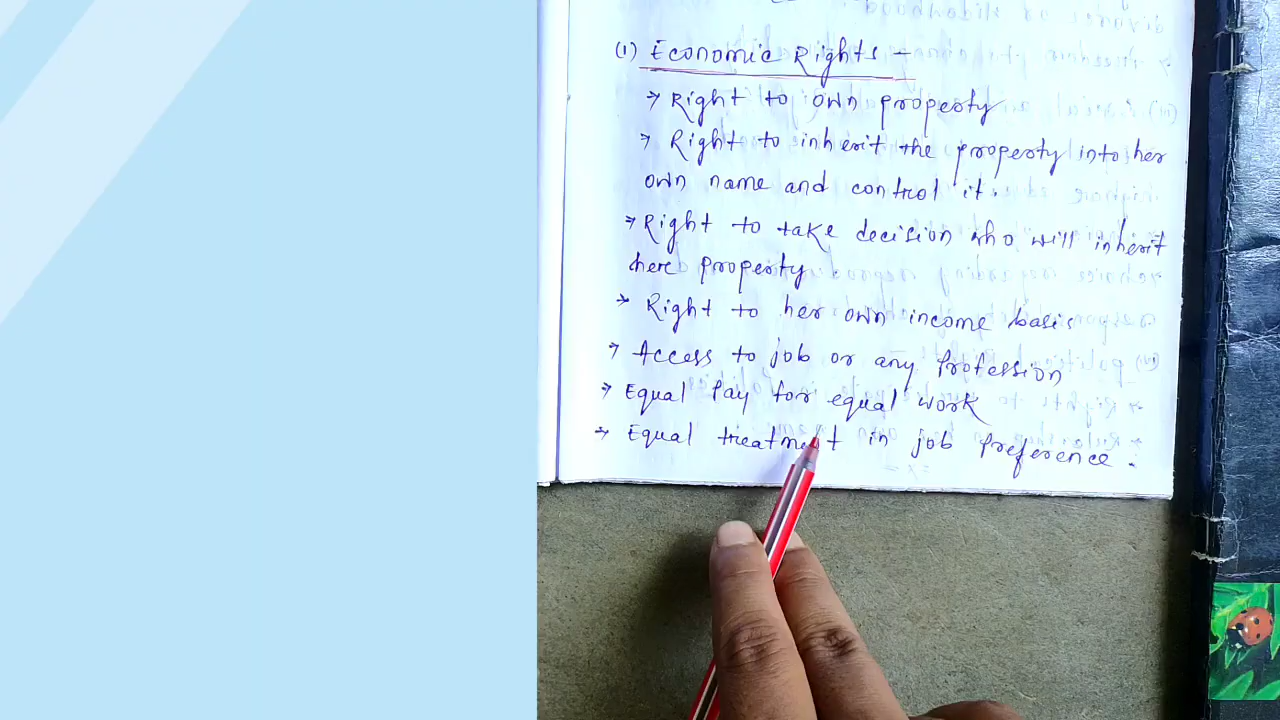 (1) Economic Rights -
→ Right to own property
→ Right to inherit the property into her
own name and control it.
→ Right to take decision who will inherit
here property
→ Right to her own income basis
→ Access to job or any Profession
→ Equal Pay for equal work
→ Equal treatment in job Preference.